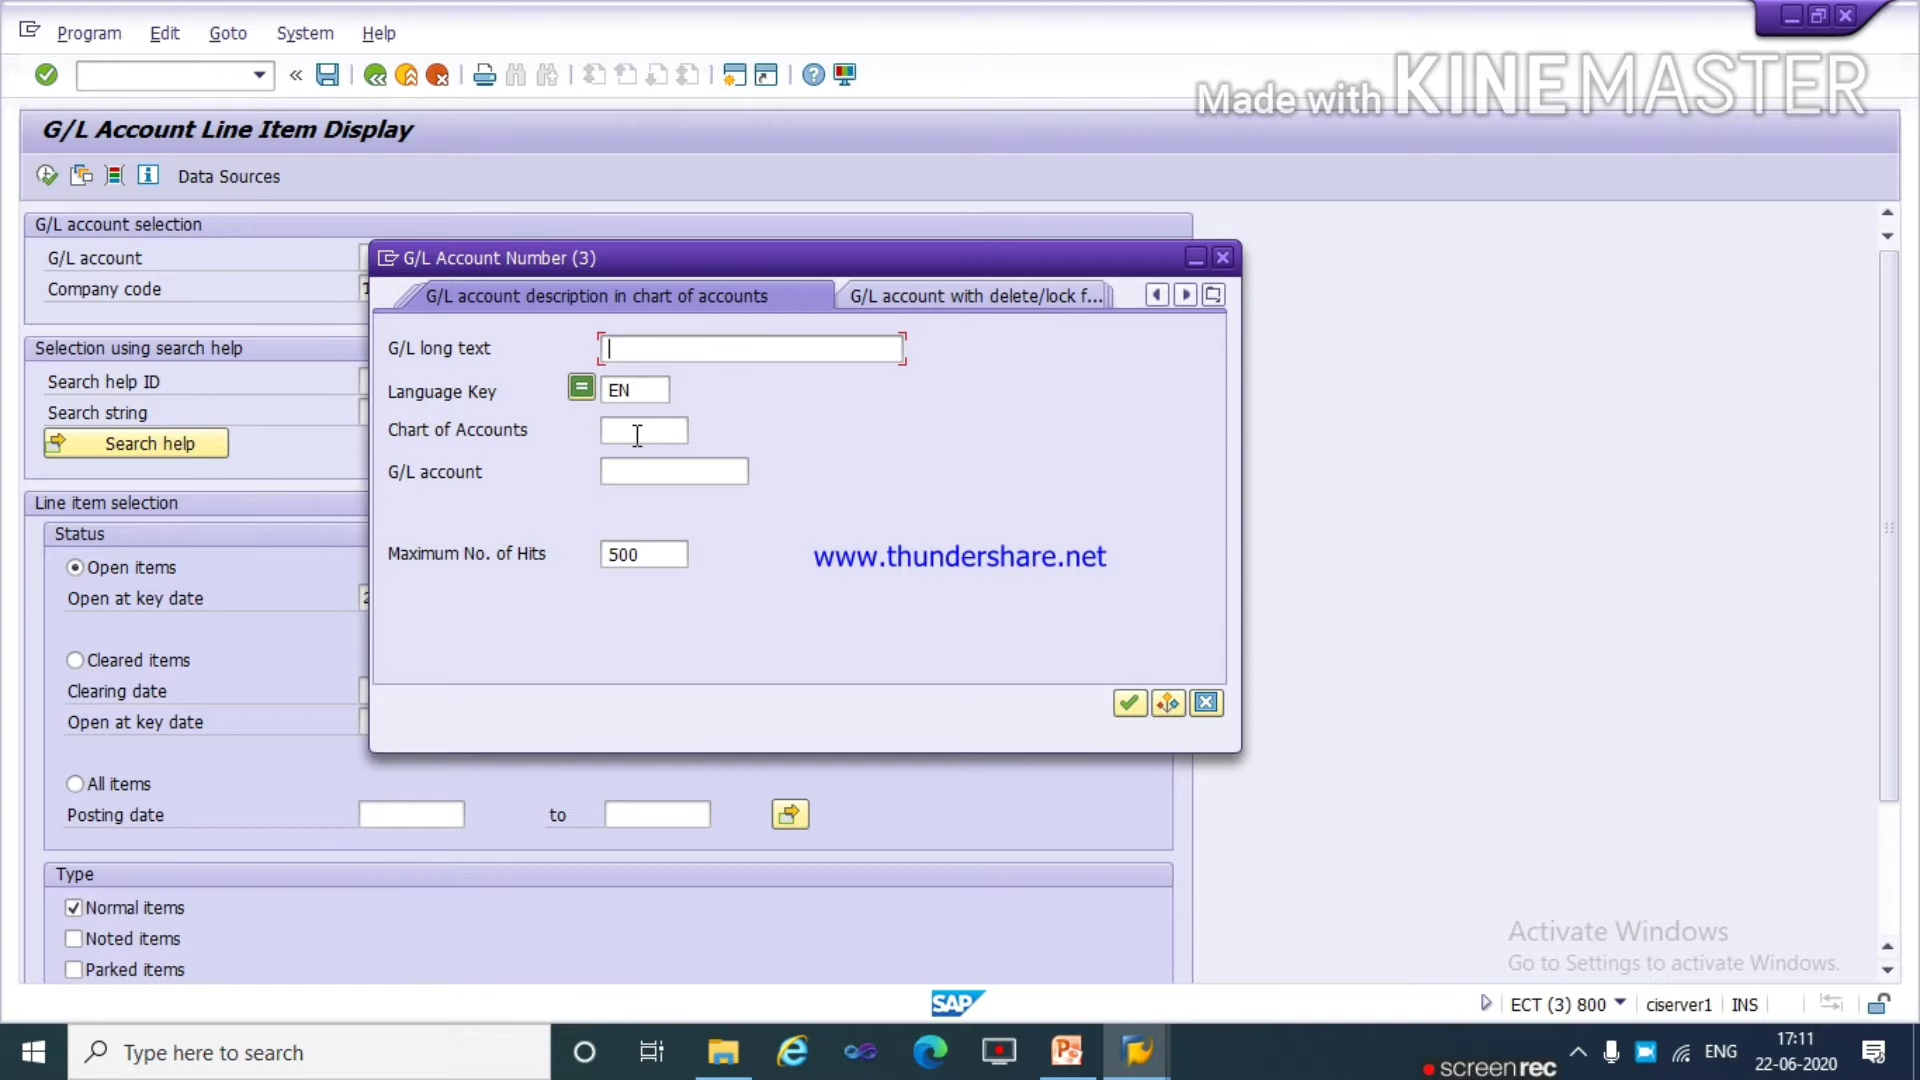 Program Edit Goto System Help
Made with KINEMASTER
G/L Account Line Item Display
Data Sources
G/L account selection
G/L account
Company code
Selection using search help
Search help ID
Search string
Search help
Line item selection
Status
Open items
Open at key date
Cleared items
Clearing date
Open at key date
All items
Posting date to
Type
Normal items
Noted items
Parked items
G/L Account Number (3)
G/L account description in chart of accounts
G/L account with delete/lock f...
G/L long text
Language Key = EN
Chart of Accounts
G/L account
Maximum No. of Hits 500
www.thundershare.net
Activate Windows
Go to Settings to activate Windows.
SAP
ECT (3) 800 ciserver1 INS
Type here to search
ENG
17:11
22-06-2020
screenrec